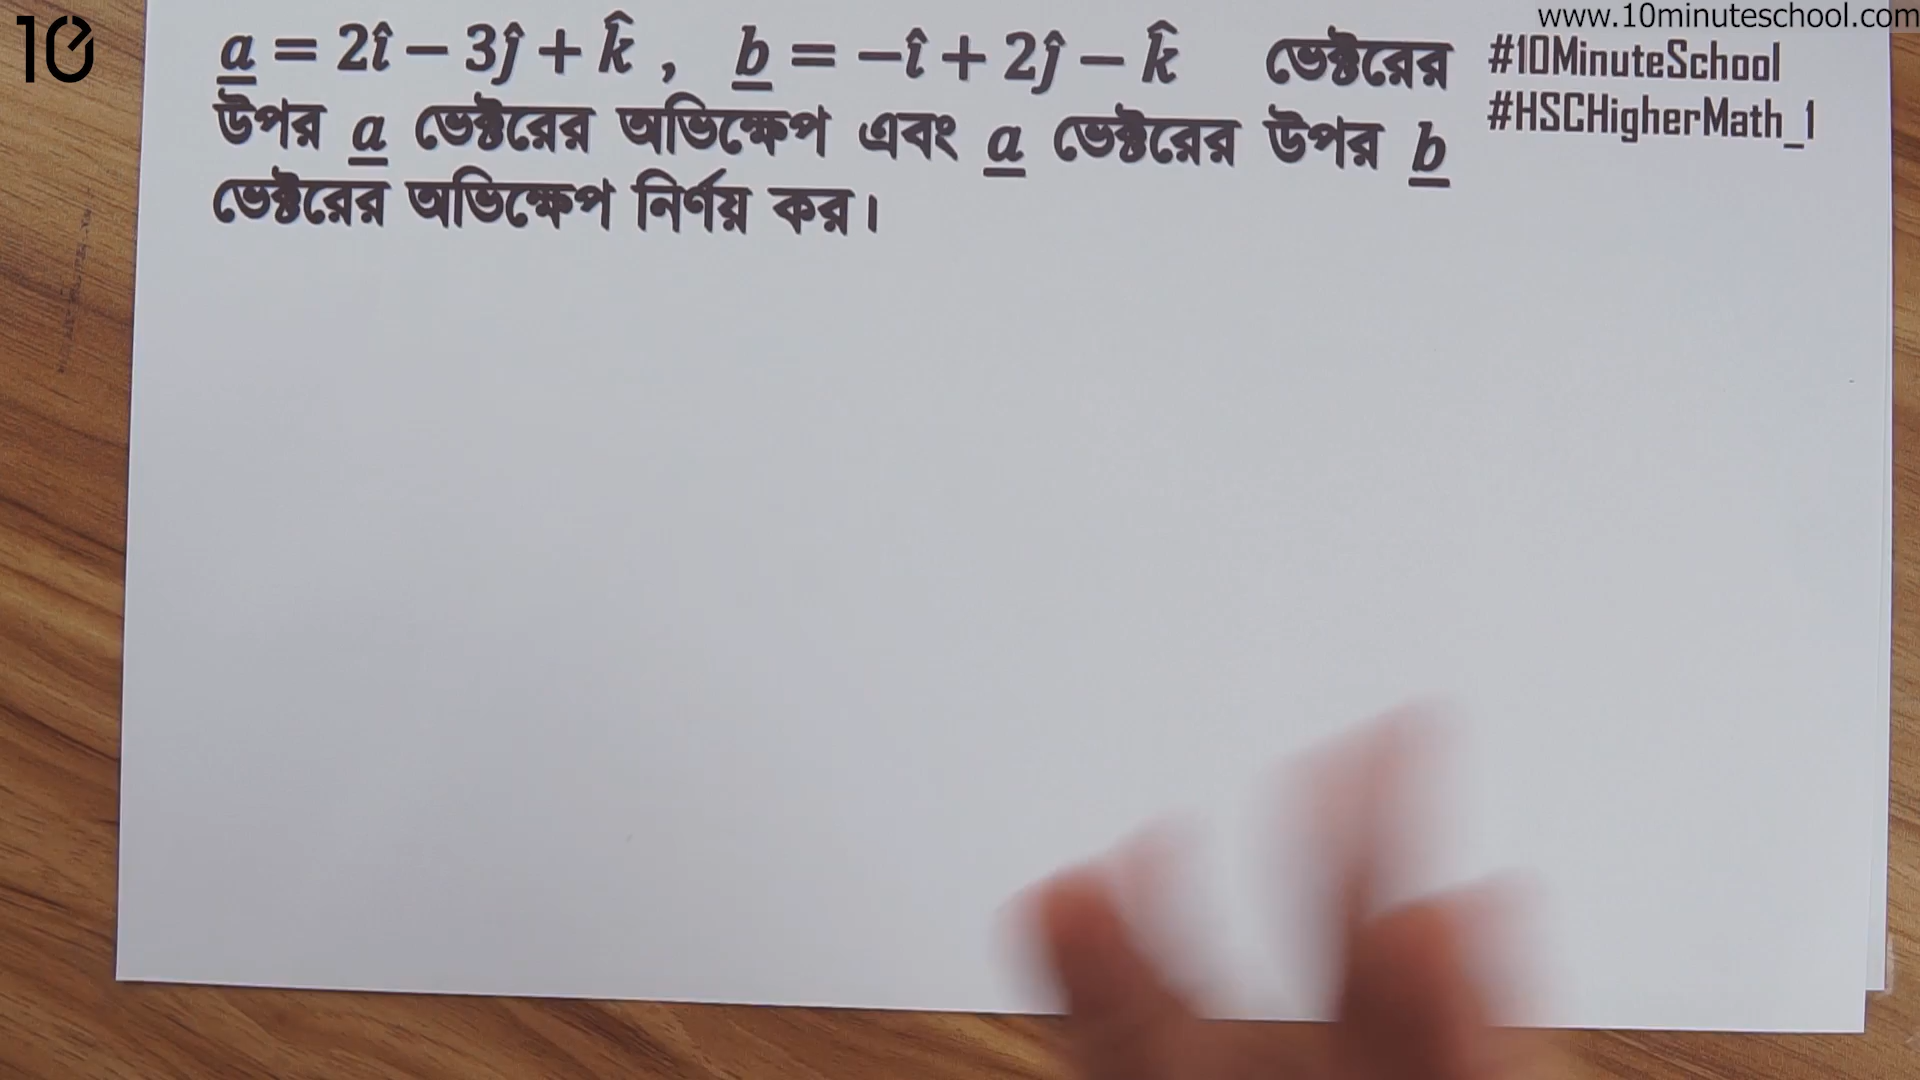 10
www.10minuteschool.com
a = 2î − 3ĵ + k̂ , b = −î + 2ĵ − k̂ ভেক্টরের
উপর a ভেক্টরের অভিক্ষেপ এবং a ভেক্টরের উপর b
ভেক্টরের অভিক্ষেপ নির্ণয় কর।
#10MinuteSchool
#HSCHigherMath_1